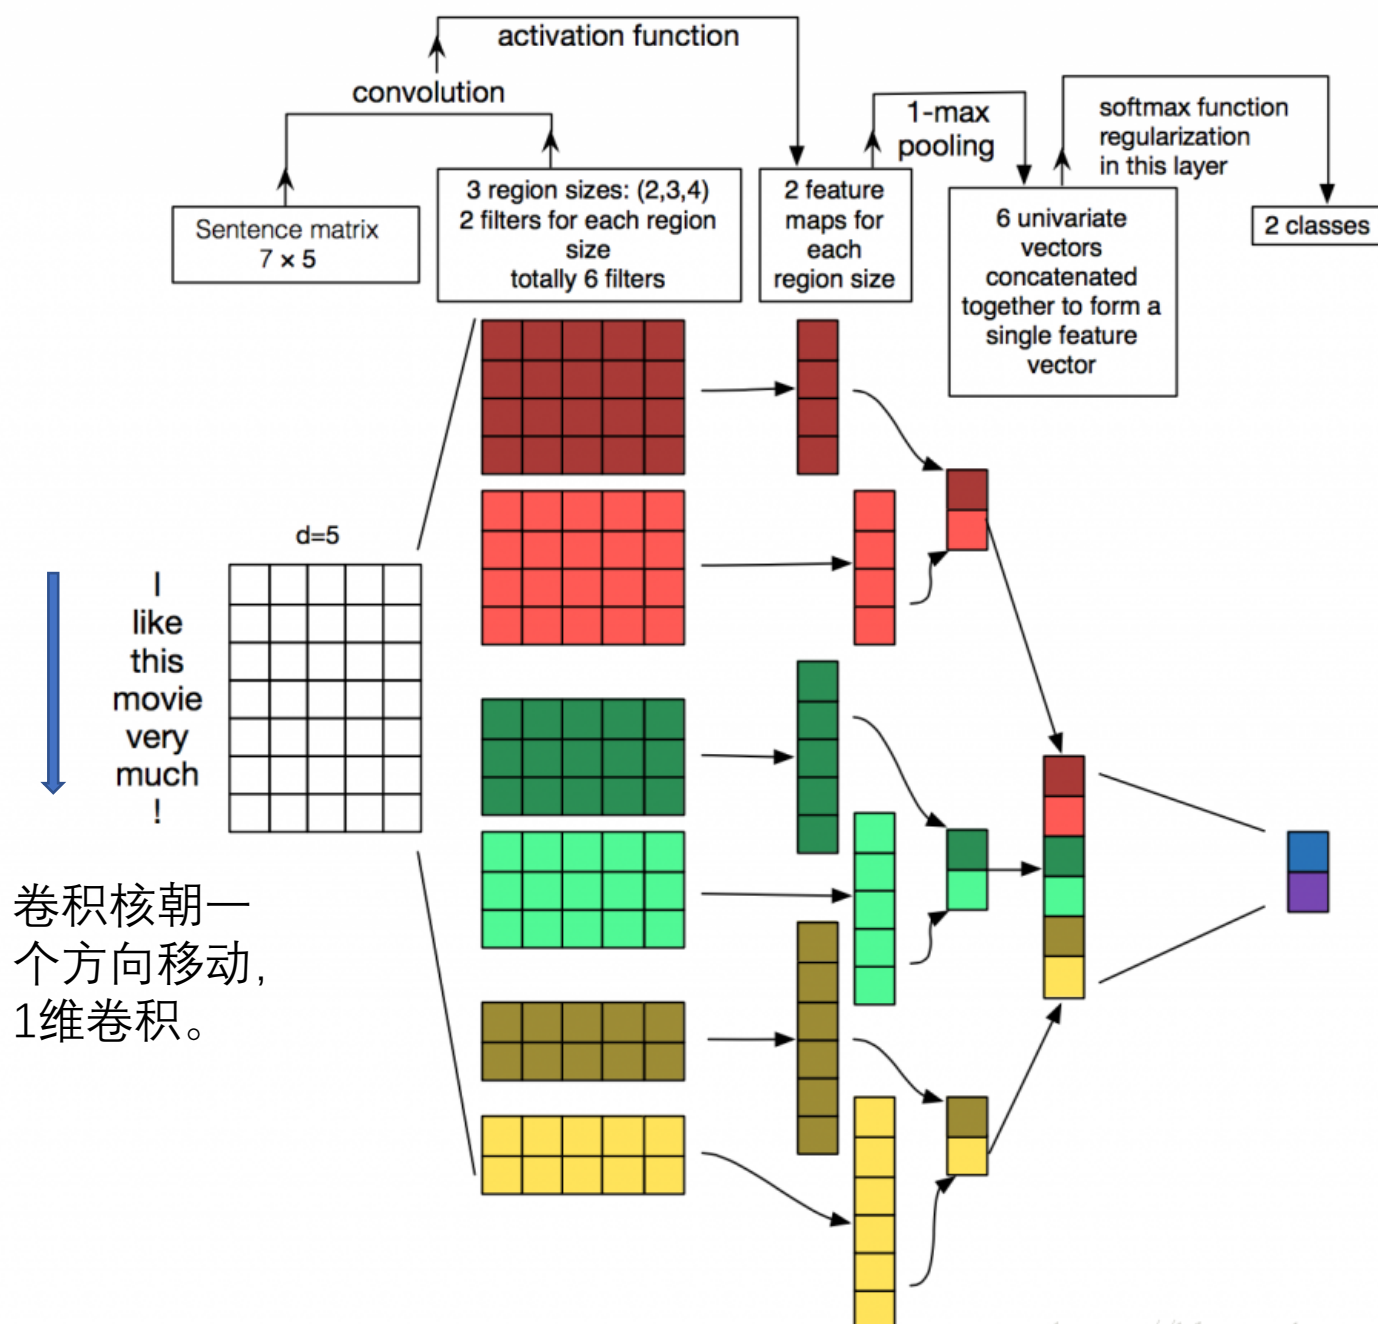 activation function
convolution
1-max
pooling
softmax function
regularization
in this layer
Sentence matrix
7 × 5
3 region sizes: (2,3,4)
2 filters for each region
size
totally 6 filters
2 feature
maps for
each
region size
6 univariate
vectors
concatenated
together to form a
single feature
vector
2 classes
d=5
I
like
this
movie
very
much
!
卷积核朝一
个方向移动,
1维卷积。